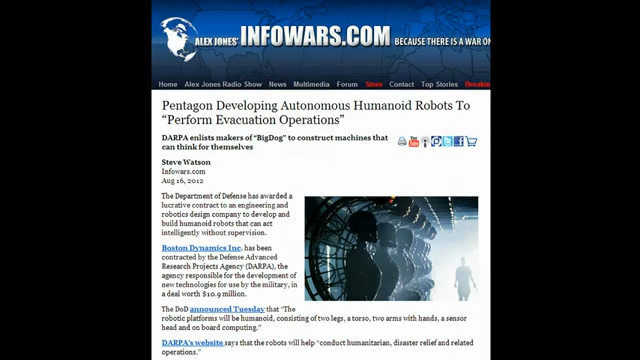 ALEX JONES' INFOWARS.COM BECAUSE THERE IS A WAR ON
Home Alex Jones Radio Show News Multimedia Forum Store Contact Top Stories Breakin
Pentagon Developing Autonomous Humanoid Robots To
“Perform Evacuation Operations”
DARPA enlists makers of “BigDog” to construct machines that
can think for themselves
Steve Watson
Infowars.com
Aug 16, 2012
The Department of Defense has awarded a
lucrative contract to an engineering and
robotics design company to develop and
build humanoid robots that can act
intelligently without supervision.
Boston Dynamics Inc. has been
contracted by the Defense Advanced
Research Projects Agency (DARPA), the
agency responsible for the development of
new technologies for use by the military, in
a deal worth $10.9 million.
The DoD announced Tuesday that “The
robotic platforms will be humanoid, consisting of two legs, a torso, two arms with hands, a sensor
head and on board computing.”
DARPA's website says that the robots will help “conduct humanitarian, disaster relief and related
operations.”